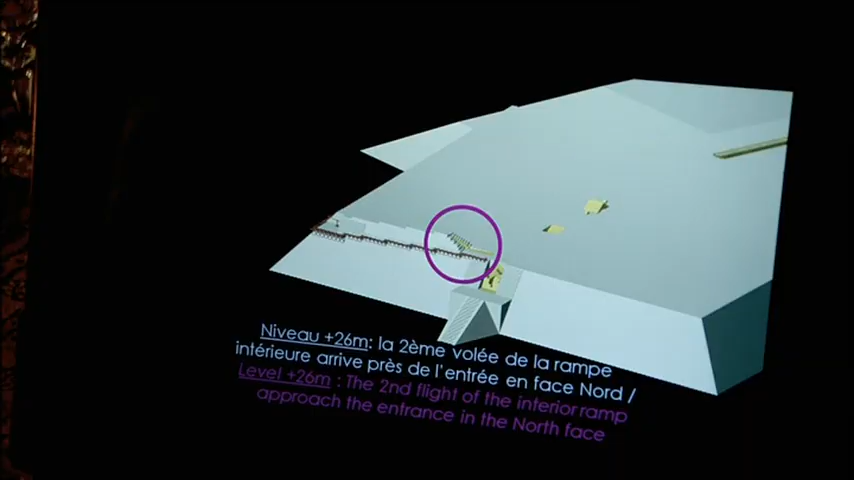 Niveau +26m: la 2ème volée de la rampe
intérieure arrive près de l'entrée en face Nord /
Level +26m : The 2nd flight of the interior ramp
approach the entrance in the North face